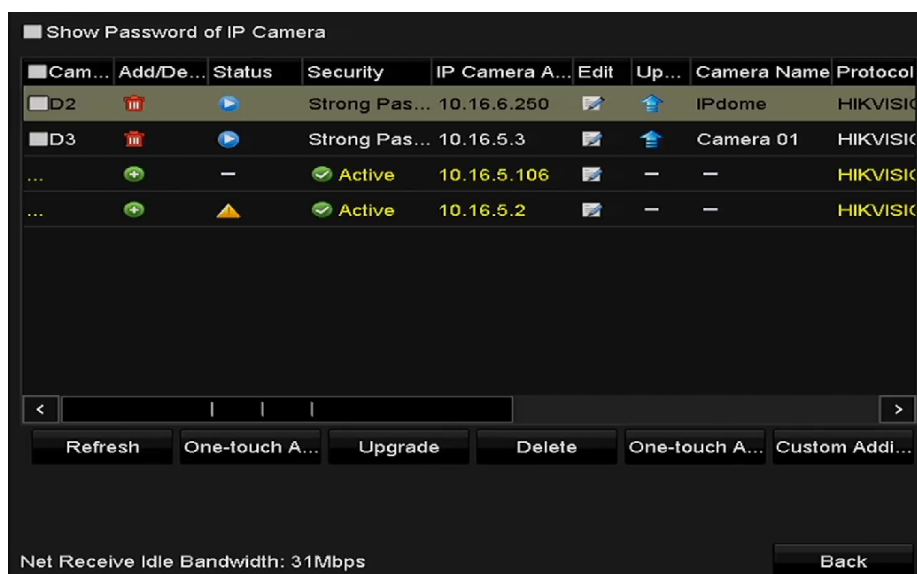 Show Password of IP Camera
Cam... Add/De... Status Security IP Camera A... Edit Up... Camera Name Protocol
D2 Strong Pas... 10.16.6.250 IPdome HIKVISIO
D3 Strong Pas... 10.16.5.3 Camera 01 HIKVISIO
... — Active 10.16.5.106 — — HIKVISIO
... Active 10.16.5.2 — — HIKVISIO
< >
Refresh One-touch A... Upgrade Delete One-touch A... Custom Addi...
Net Receive Idle Bandwidth: 31Mbps Back